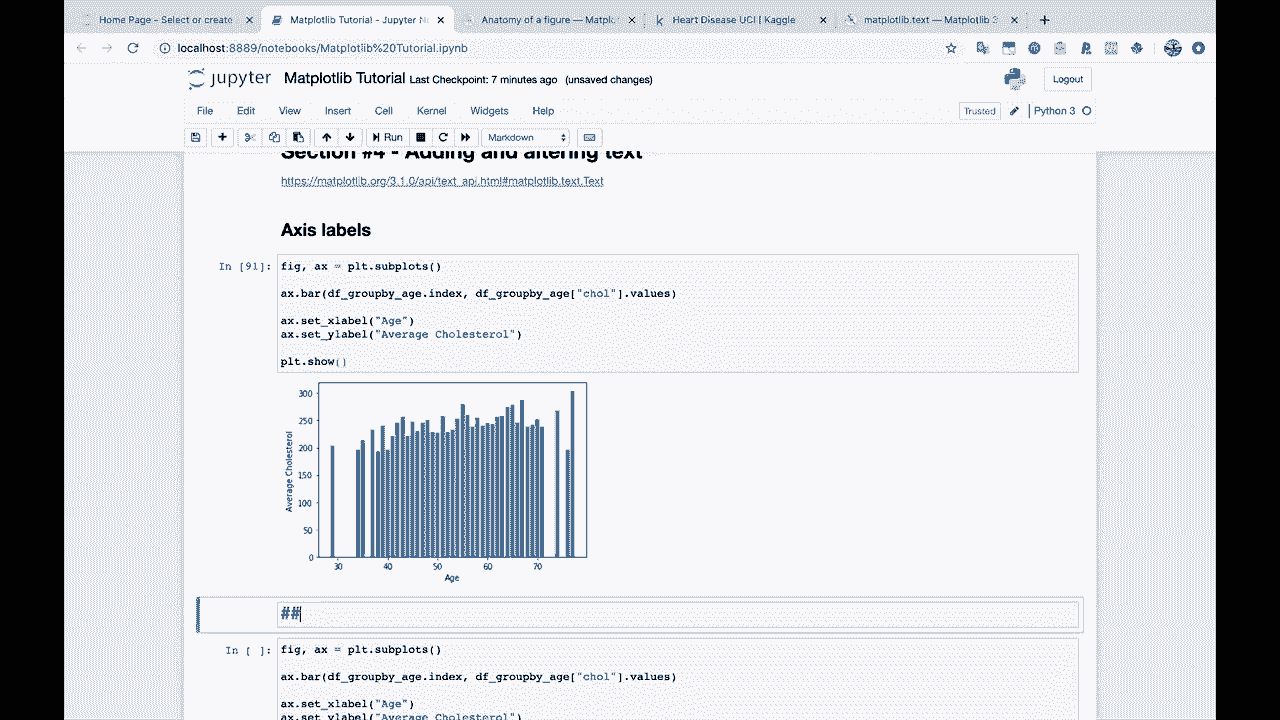 Home Page - Select or create
Matplotlib Tutorial - Jupyter N
Anatomy of a figure — Matplo
Heart Disease UCI | Kaggle
matplotlib.text — Matplotlib 3
localhost:8889/notebooks/Matplotlib%20Tutorial.ipynb
jupyter Matplotlib Tutorial Last Checkpoint: 7 minutes ago (unsaved changes)
Logout
File Edit View Insert Cell Kernel Widgets Help
Trusted Python 3
Run Markdown
Section #4 - Adding and altering text
https://matplotlib.org/3.1.0/api/text_api.html#matplotlib.text.Text
Axis labels
In [91]: fig, ax = plt.subplots()
ax.bar(df_groupby_age.index, df_groupby_age["chol"].values)
ax.set_xlabel("Age")
ax.set_ylabel("Average Cholesterol")
plt.show()
300
250
200
150
100
50
0
Average Cholesterol
30 40 50 60 70
Age
##
In [ ]: fig, ax = plt.subplots()
ax.bar(df_groupby_age.index, df_groupby_age["chol"].values)
ax.set_xlabel("Age")
ax.set_ylabel("Average Cholesterol")